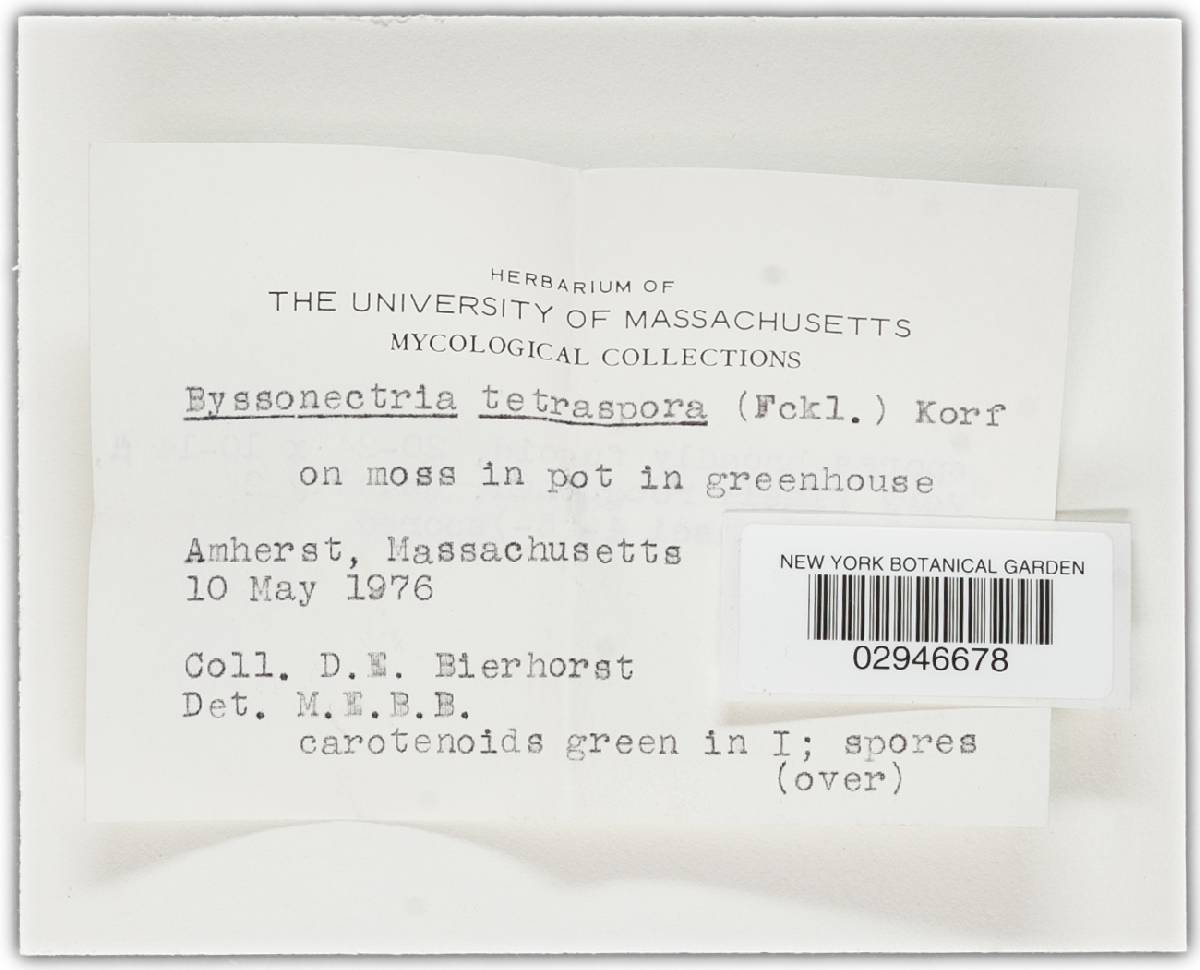 HERBARIUM OF
THE UNIVERSITY OF MASSACHUSETTS
MYCOLOGICAL COLLECTIONS
Byssonectria tetraspora (Fckl.) Korf
on moss in pot in greenhouse
Amherst, Massachusetts
10 May 1976
NEW YORK BOTANICAL GARDEN
02946678
Coll. D.E. Bierhorst
Det. M.E.B.B.
carotenoids green in I; spores
(over)